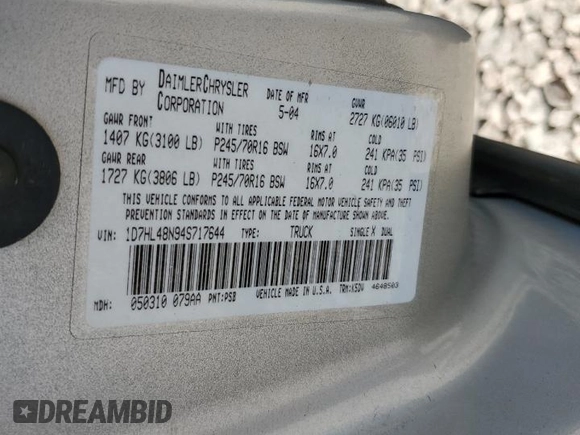 MFD BY DAIMLERCHRYSLER CORPORATION DATE OF MFR 5-04 GVWR 2727 KG(06010 LB)
GAWR FRONT WITH TIRES RIMS AT COLD
1407 KG(3100 LB) P245/70R16 BSW 16X7.0 241 KPA(35 PSI)
GAWR REAR WITH TIRES RIMS AT COLD
1727 KG(3806 LB) P245/70R16 BSW 16X7.0 241 KPA(35 PSI)
THIS VEHICLE CONFORMS TO ALL APPLICABLE FEDERAL MOTOR VEHICLE SAFETY AND THEFT
PREVENTION STANDARDS IN EFFECT ON THE DATE OF MANUFACTURE SHOWN ABOVE.
VIN: 1D7HL48N94S717644 TYPE: TRUCK SINGLE X DUAL
MDH: 050310 079AA PNT:PSB VEHICLE MADE IN U.S.A. TRM:K5DV 4648503
DREAMBID